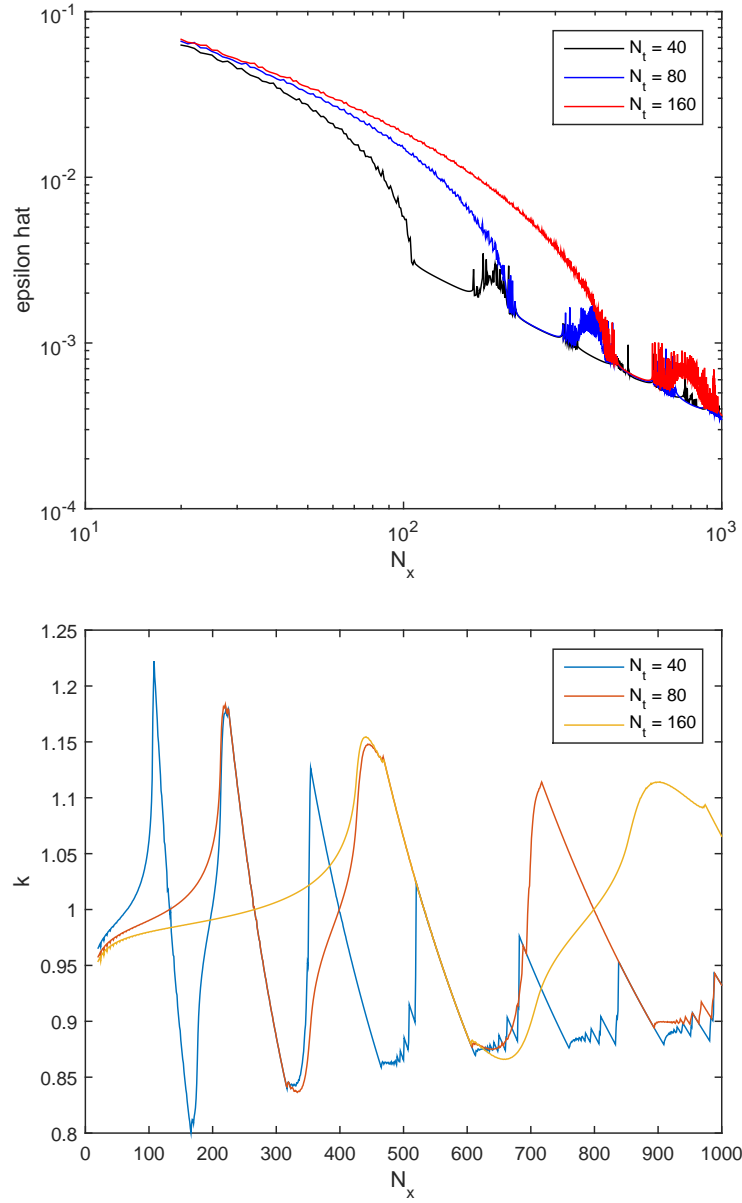 10^-1
10^-2
10^-3
10^-4
epsilon hat
10^1
10^2
10^3
N_x
N_t = 40
N_t = 80
N_t = 160
1.25
1.2
1.15
1.1
1.05
1
0.95
0.9
0.85
0.8
k
0 100 200 300 400 500 600 700 800 900 1000
N_x
N_t = 40
N_t = 80
N_t = 160